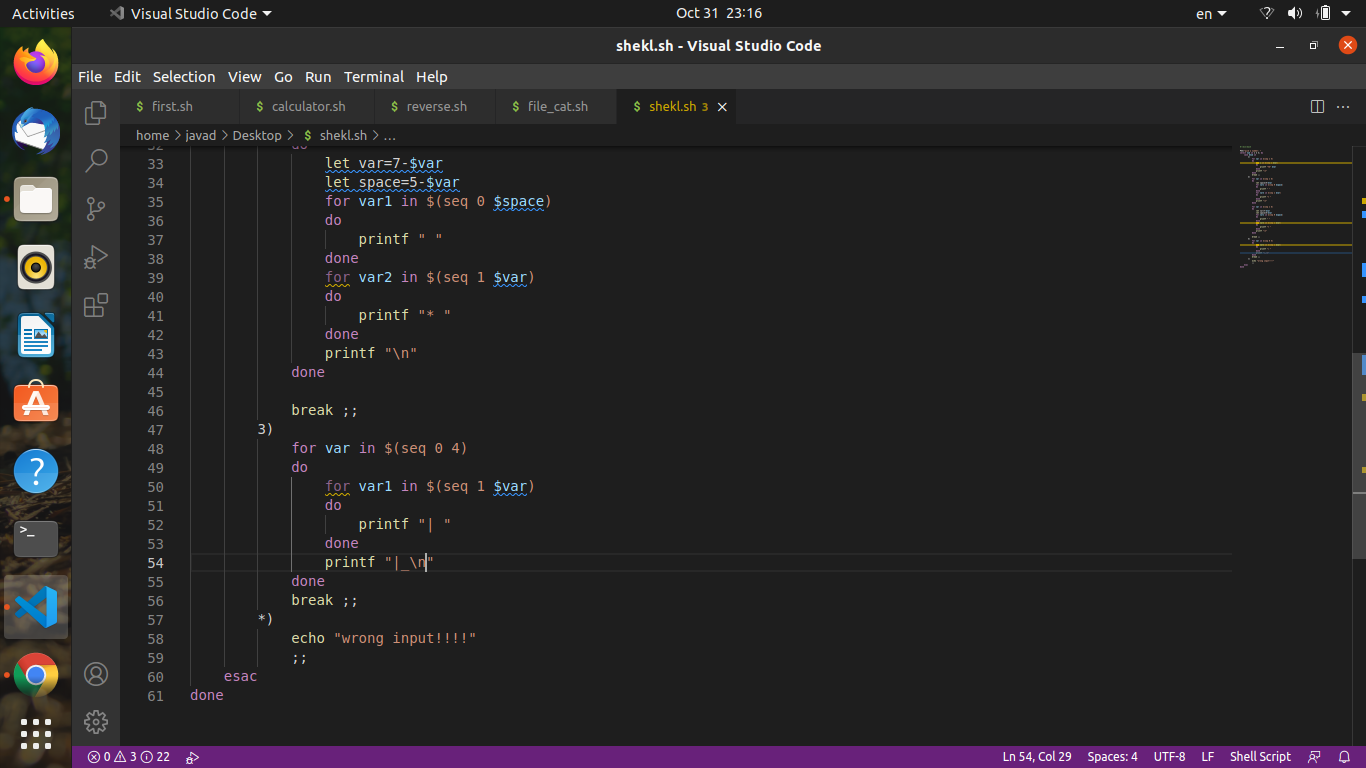 Activities Visual Studio Code Oct 31 23:16 en
shekl.sh - Visual Studio Code
File Edit Selection View Go Run Terminal Help
$ first.sh $ calculator.sh $ reverse.sh $ file_cat.sh $ shekl.sh 3
home > javad > Desktop > $ shekl.sh > ...
32 do
33 let var=7-$var
34 let space=5-$var
35 for var1 in $(seq 0 $space)
36 do
37 printf " "
38 done
39 for var2 in $(seq 1 $var)
40 do
41 printf "* "
42 done
43 printf "\n"
44 done
45
46 break ;;
47 3)
48 for var in $(seq 0 4)
49 do
50 for var1 in $(seq 1 $var)
51 do
52 printf "| "
53 done
54 printf "|_\n"
55 done
56 break ;;
57 *)
58 echo "wrong input!!!!"
59 ;;
60 esac
61 done
0 3 22 Ln 54, Col 29 Spaces: 4 UTF-8 LF Shell Script